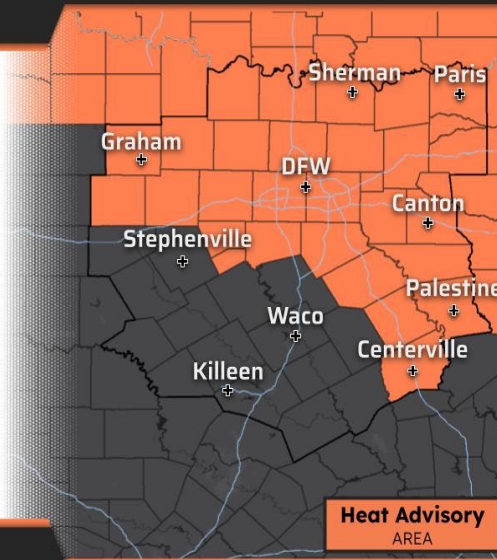 Sherman
Paris
Graham
DFW
Canton
Stephenville
Palestine
Waco
Centerville
Killeen
Heat Advisory
AREA